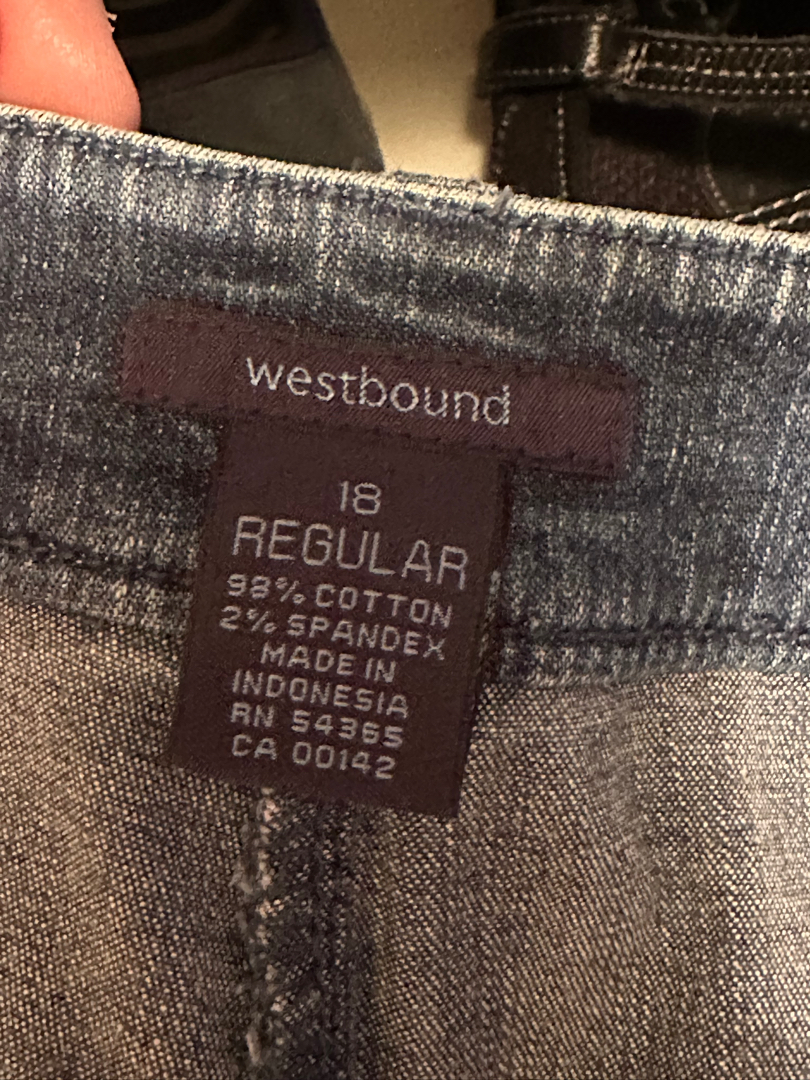 westbound
18
REGULAR
98% COTTON
2% SPANDEX
MADE IN
INDONESIA
RN 54365
CA 00142